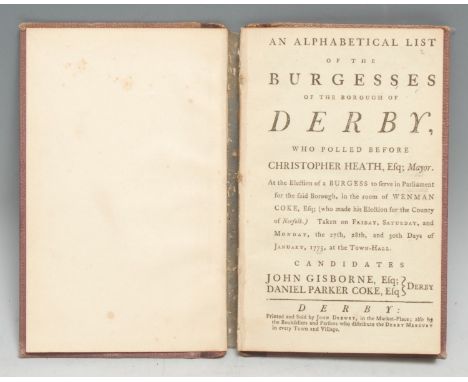 AN ALPHABETICAL LIST
OF THE
BURGESSES
OF THE BOROUGH OF
DERBY,
WHO POLLED BEFORE
CHRISTOPHER HEATH, Esq; Mayor.
At the Election of a BURGESS to serve in Parliament
for the said Borough, in the room of WENMAN
COKE, Esq; (who made his Election for the County
of Norfolk.) Taken on FRIDAY, SATURDAY, and
MONDAY, the 27th, 28th, and 30th Days of
JANUARY, 1775, at the TOWN-HALL.
CANDIDATES
JOHN GISBORNE, Esq;
DANIEL PARKER COKE, Esq } DERBY
DERBY:
Printed and Sold by JOHN DREWRY, in the Market-Place; also by
the Booksellers and Persons who distribute the DERBY MERCURY
in every Town and Village.